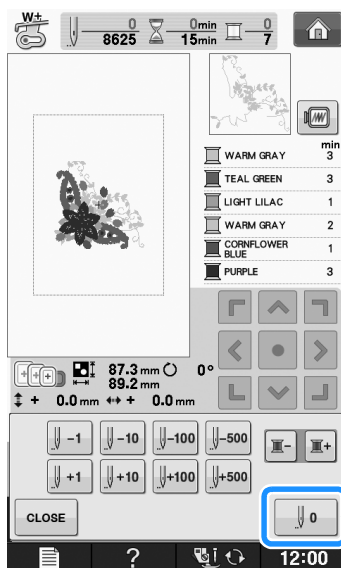 W+
0 0min 0
8625 15min 7
min
WARM GRAY 3
TEAL GREEN 3
LIGHT LILAC 1
WARM GRAY 2
CORNFLOWER
BLUE 1
PURPLE 3
87.3 mm 0°
89.2 mm
+ 0.0 mm + 0.0 mm
-1 -10 -100 -500
- +
+1 +10 +100 +500
CLOSE 0
? 12:00